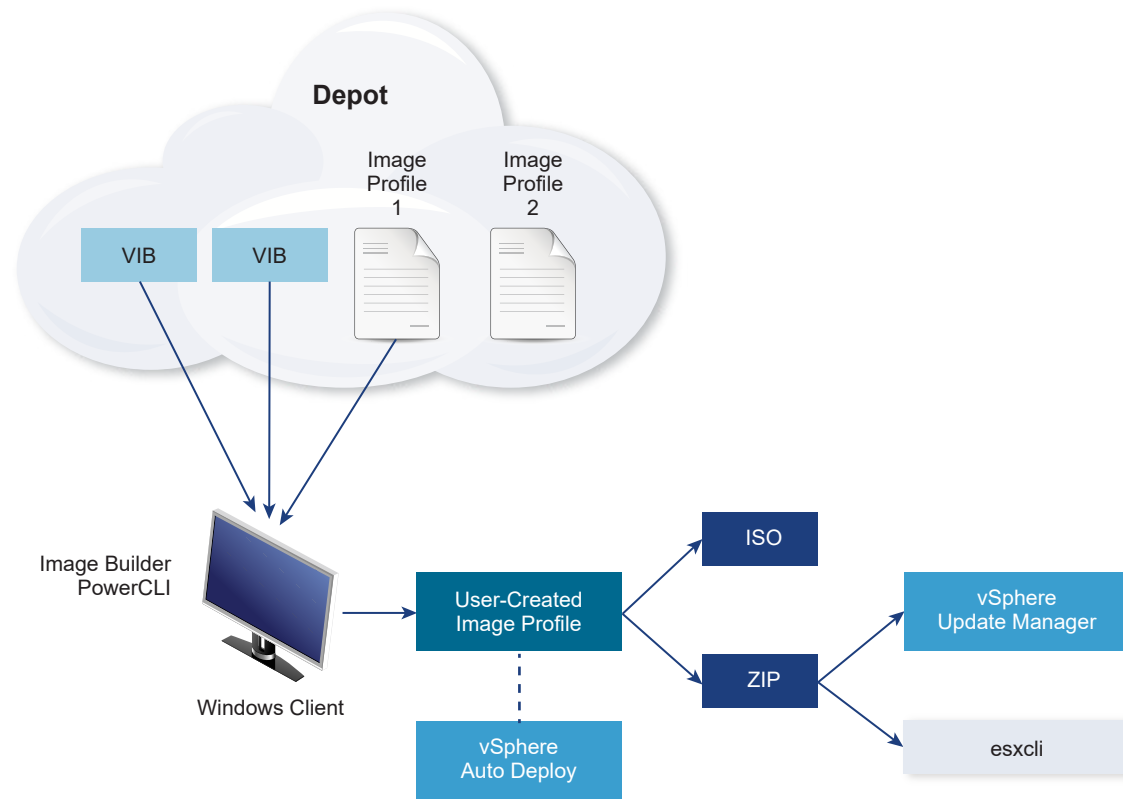 Depot
Image
Profile
1
Image
Profile
2
VIB
VIB
Image Builder
PowerCLI
Windows Client
User-Created
Image Profile
vSphere
Auto Deploy
ISO
ZIP
vSphere
Update Manager
esxcli